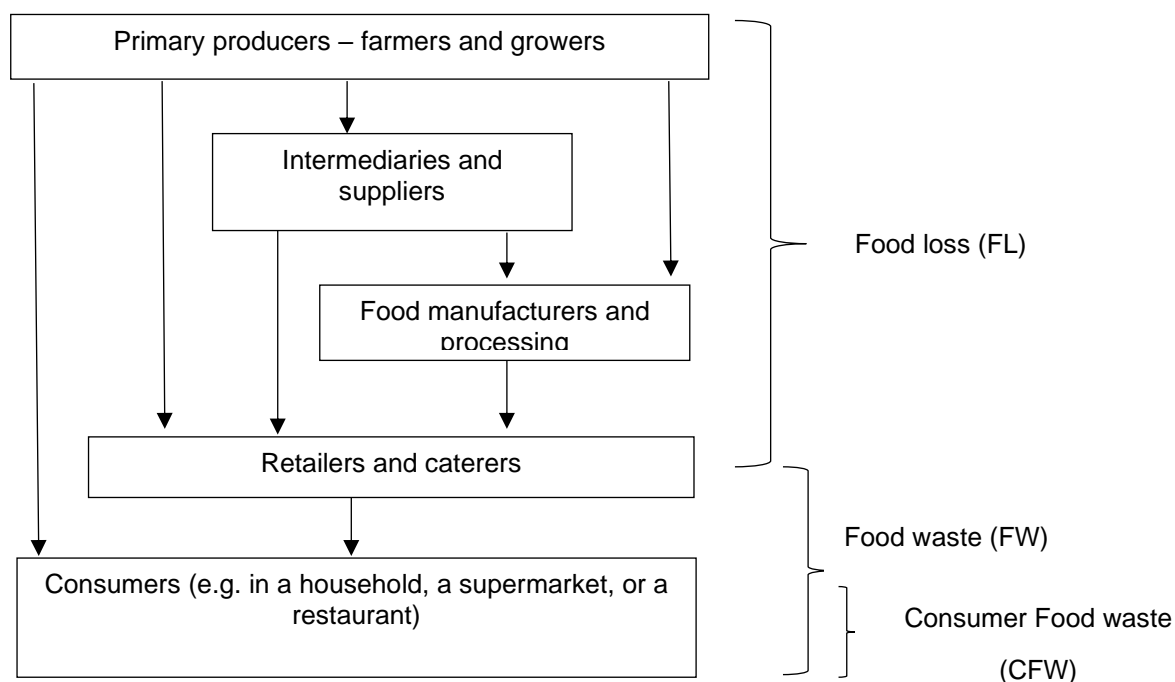 Primary producers – farmers and growers
Intermediaries and
suppliers
Food loss (FL)
Food manufacturers and
processing
Retailers and caterers
Food waste (FW)
Consumers (e.g. in a household, a supermarket, or a
restaurant)
Consumer Food waste
(CFW)